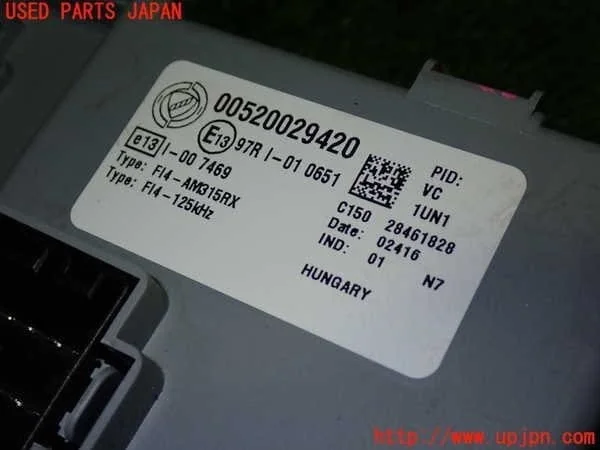 USED PARTS JAPAN
00520029420
e13 I-00 7469
E13 97R I-01 0651
Type: FI4-AM315RX
Type: FI4-125kHz
PID:
VC
1UN1
C150 28461828
Date: 02416
IND: 01 N7
HUNGARY
http://www.upjpn.com/